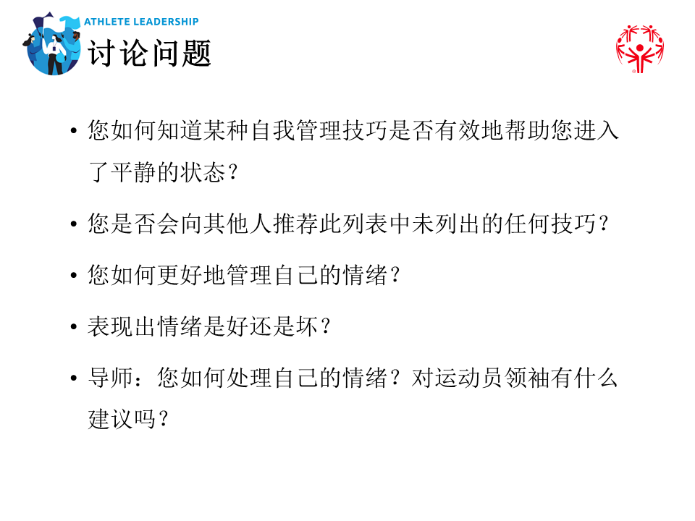 ATHLETE LEADERSHIP
讨论问题
• 您如何知道某种自我管理技巧是否有效地帮助您进入
了平静的状态？
• 您是否会向其他人推荐此列表中未列出的任何技巧？
• 您如何更好地管理自己的情绪？
• 表现出情绪是好还是坏？
• 导师：您如何处理自己的情绪？对运动员领袖有什么
建议吗？